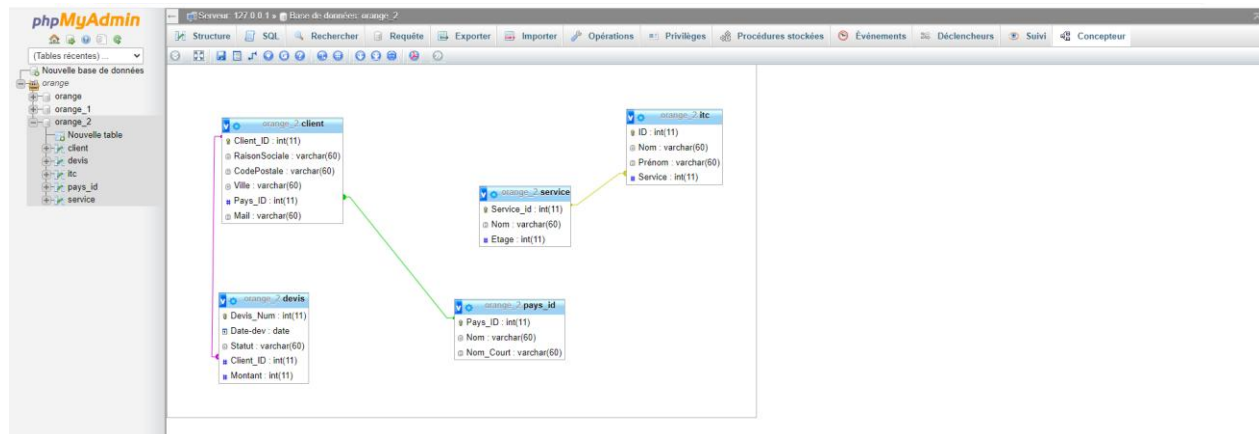 phpMyAdmin
(Tables récentes) ...
Nouvelle base de données
orange
orange
orange_1
orange_2
Nouvelle table
client
devis
itc
pays_id
service
Serveur: 127.0.0.1 » Base de données: orange_2
Structure SQL Rechercher Requête Exporter Importer Opérations Privilèges Procédures stockées Événements Déclencheurs Suivi Concepteur
orange_2 client
Client_ID : int(11)
RaisonSociale : varchar(60)
CodePostale : varchar(60)
Ville : varchar(60)
Pays_ID : int(11)
Mail : varchar(60)
orange_2 itc
ID : int(11)
Nom : varchar(60)
Prénom : varchar(60)
Service : int(11)
orange_2 service
Service_id : int(11)
Nom : varchar(60)
Etage : int(11)
orange_2 devis
Devis_Num : int(11)
Date-dev : date
Statut : varchar(60)
Client_ID : int(11)
Montant : int(11)
orange_2 pays_id
Pays_ID : int(11)
Nom : varchar(60)
Nom_Court : varchar(60)